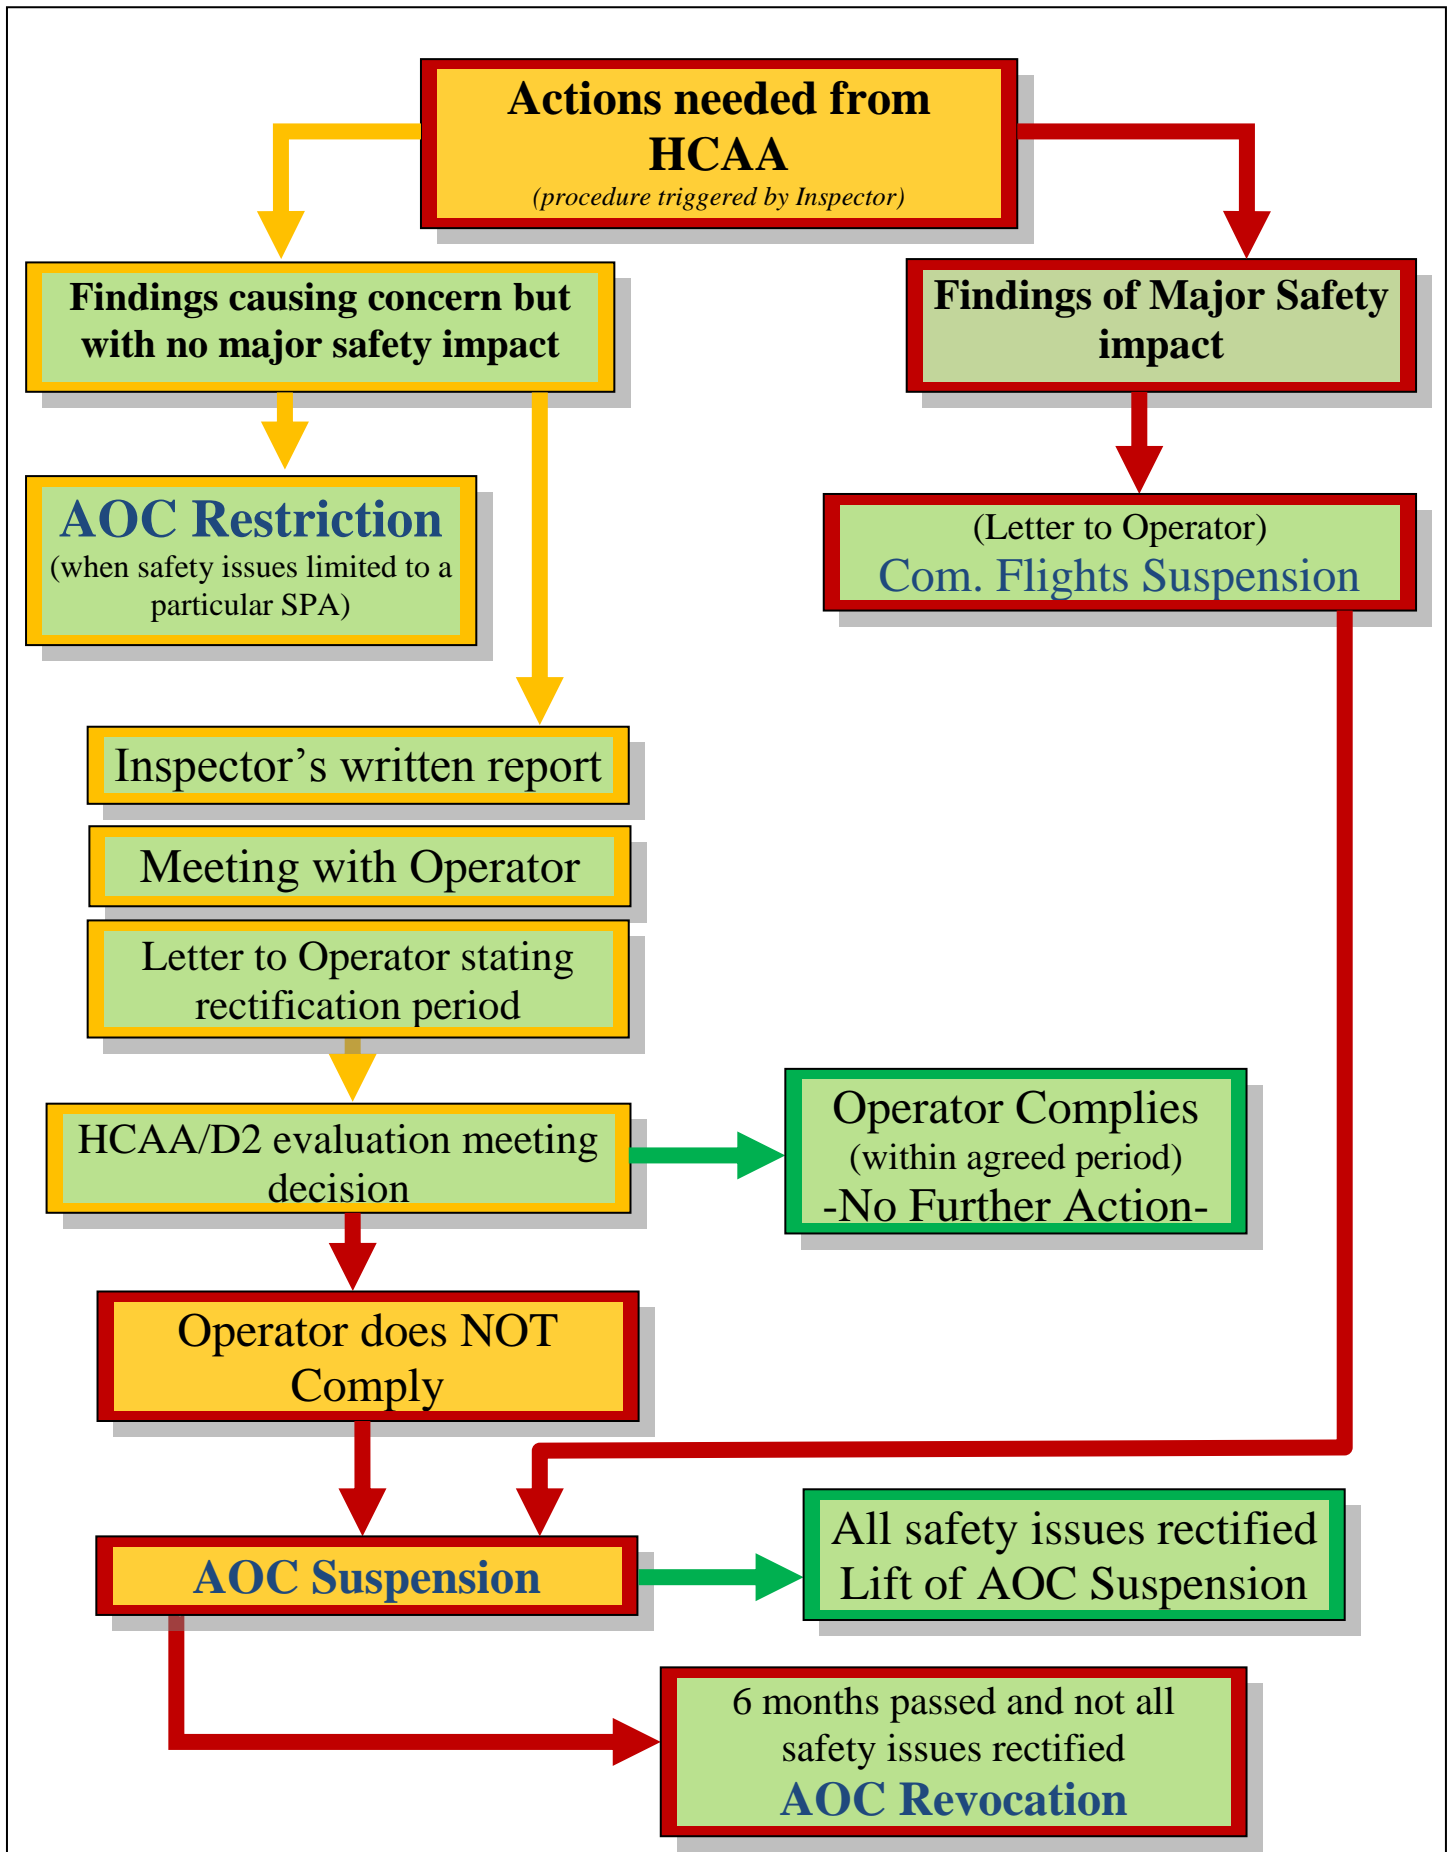 Actions needed from
HCAA
(procedure triggered by Inspector)
Findings causing concern but
with no major safety impact
Findings of Major Safety
impact
AOC Restriction
(when safety issues limited to a
particular SPA)
(Letter to Operator)
Com. Flights Suspension
Inspector’s written report
Meeting with Operator
Letter to Operator stating
rectification period
HCAA/D2 evaluation meeting
decision
Operator Complies
(within agreed period)
-No Further Action-
Operator does NOT
Comply
AOC Suspension
All safety issues rectified
Lift of AOC Suspension
6 months passed and not all
safety issues rectified
AOC Revocation